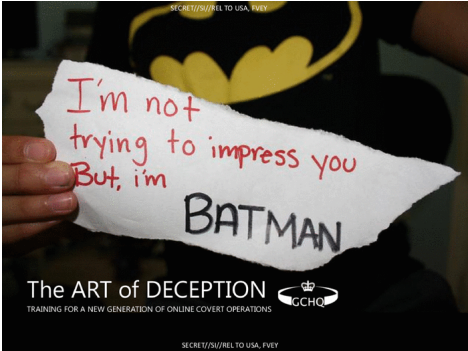 SECRET//SI//REL TO USA, FVEY
I'm not
trying to impress you
But, i'm
BATMAN
The ART of DECEPTION
GCHQ
TRAINING FOR A NEW GENERATION OF ONLINE COVERT OPERATIONS
SECRET//SI//REL TO USA, FVEY